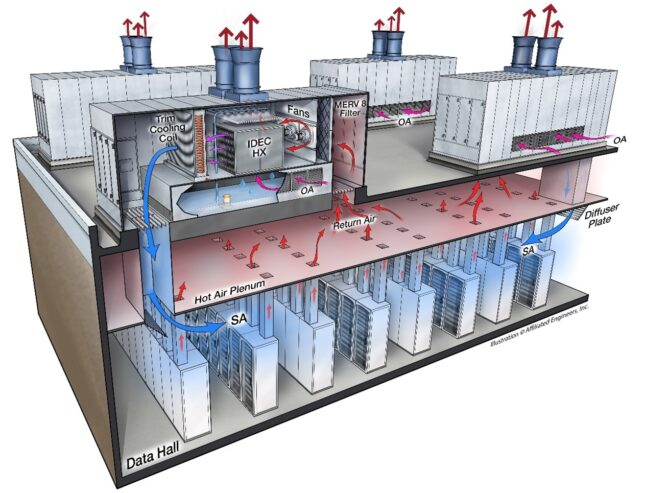 Trim
Cooling
Coil
IDEC
HX
Fans
MERV 8
Filter
OA
OA
OA
Return Air
Diffuser
Plate
Hot Air Plenum
SA
SA
Data Hall
Illustration © Affiliated Engineers, Inc.